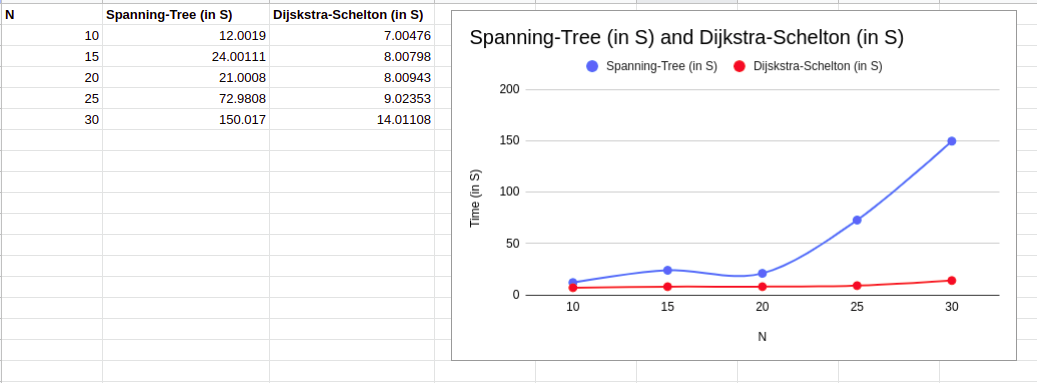 N Spanning-Tree (in S) Dijskstra-Schelton (in S)
10 12.0019 7.00476
15 24.00111 8.00798
20 21.0008 8.00943
25 72.9808 9.02353
30 150.017 14.01108
Spanning-Tree (in S) and Dijkstra-Schelton (in S)
Spanning-Tree (in S) Dijskstra-Schelton (in S)
200
150
100
50
0
Time (in S)
10 15 20 25 30
N